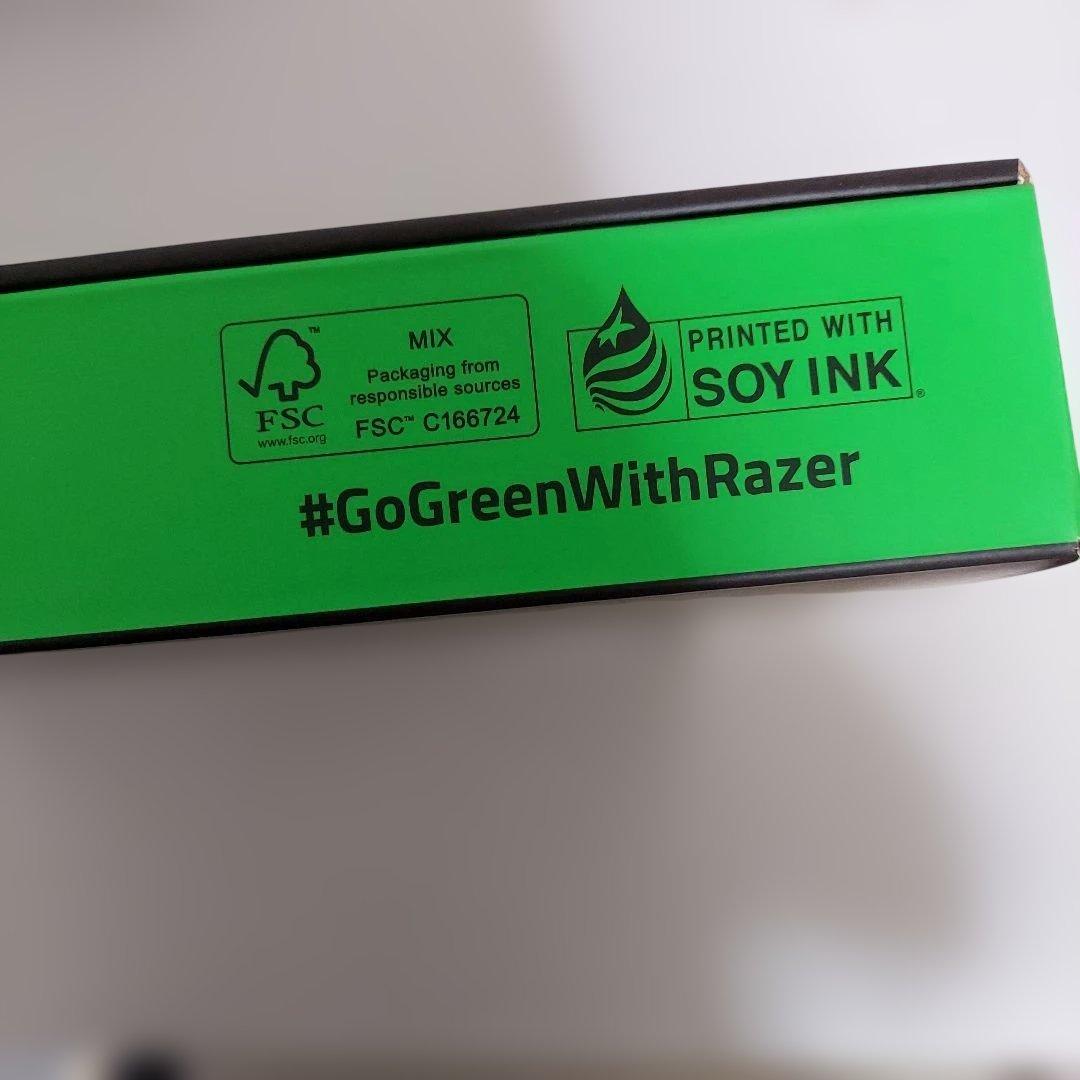 MIX
Packaging from
responsible sources
FSC™ C166724
™
FSC
www.fsc.org
PRINTED WITH
SOY INK®
#GoGreenWithRazer